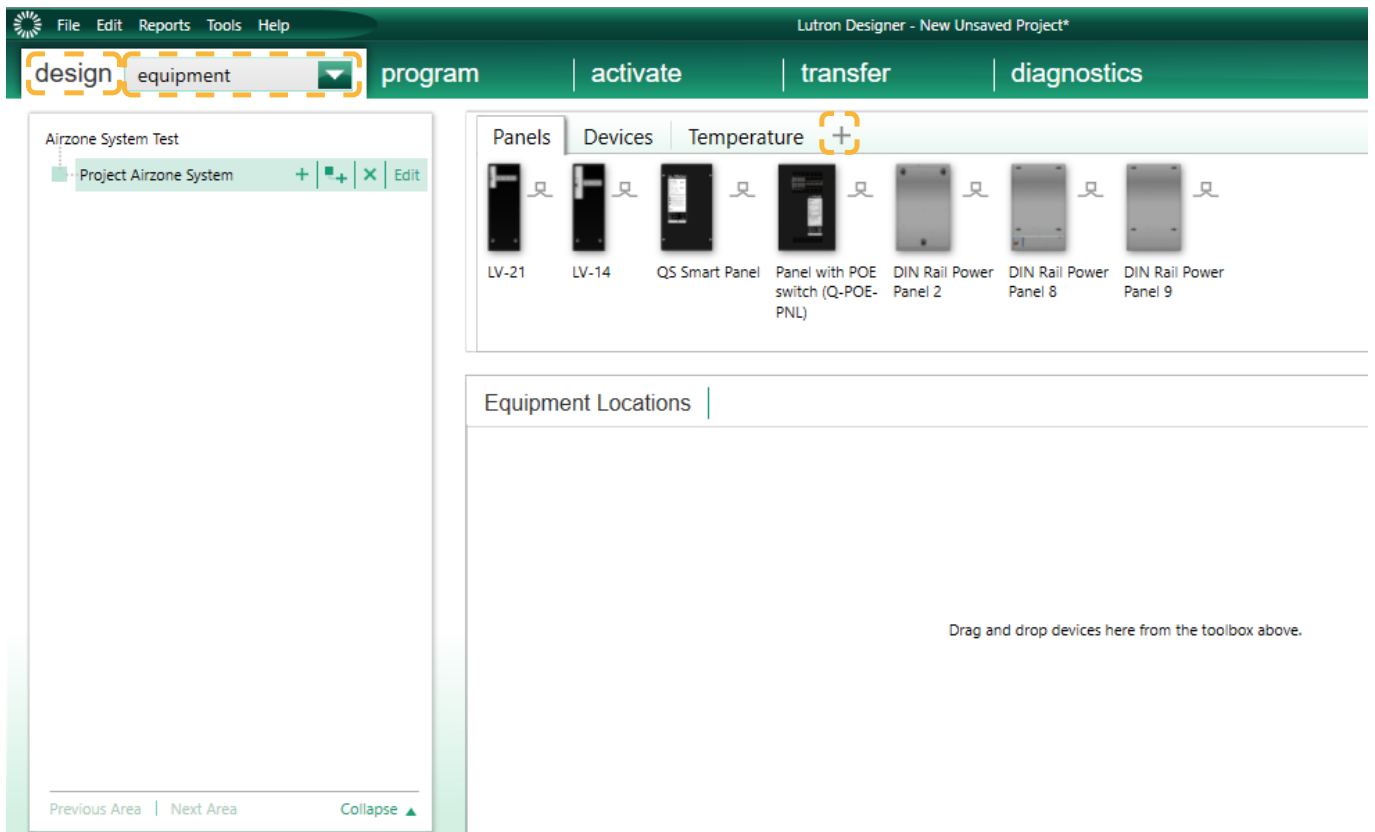 File Edit Reports Tools Help
Lutron Designer - New Unsaved Project*
design equipment program activate transfer diagnostics
Airzone System Test
Project Airzone System + + × Edit
Previous Area Next Area Collapse ▲
Panels Devices Temperature +
LV-21
LV-14
QS Smart Panel
Panel with POE
switch (Q-POE-
PNL)
DIN Rail Power
Panel 2
DIN Rail Power
Panel 8
DIN Rail Power
Panel 9
Equipment Locations
Drag and drop devices here from the toolbox above.